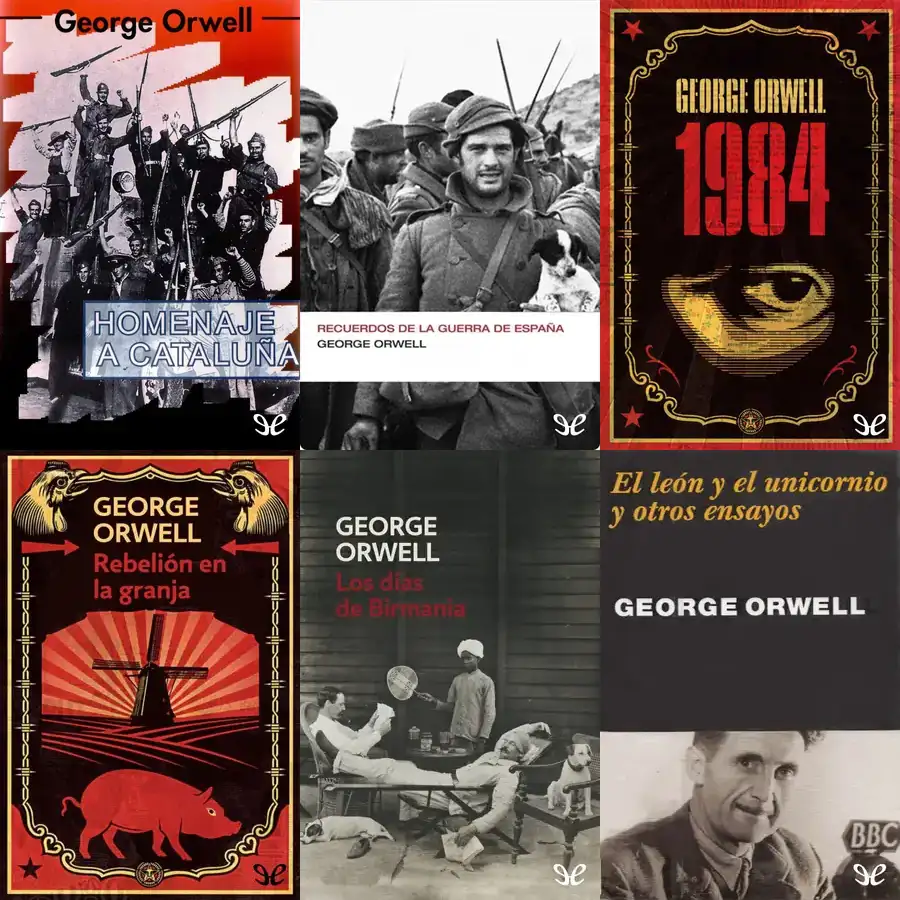 George Orwell
HOMENAJE
A CATALUÑA
RECUERDOS DE LA GUERRA DE ESPAÑA
GEORGE ORWELL
GEORGE ORWELL
1984
GEORGE
ORWELL
Rebelión en
la granja
GEORGE
ORWELL
Los días
de Birmania
El león y el unicornio
y otros ensayos
GEORGE ORWELL
BBC